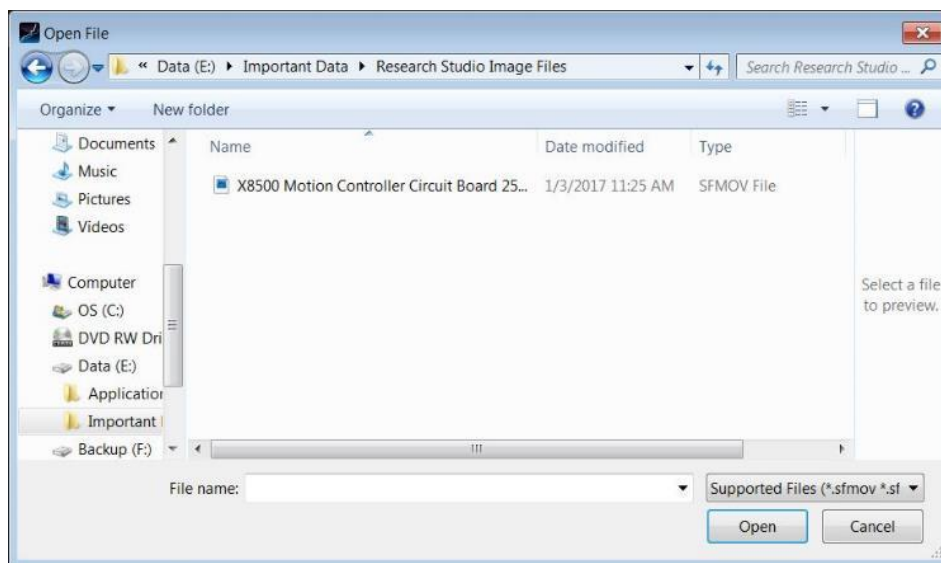 Open File
« Data (E:) ▸ Important Data ▸ Research Studio Image Files
Search Research Studio ...
Organize
New folder
Name
Date modified
Type
X8500 Motion Controller Circuit Board 25...
1/3/2017 11:25 AM
SFMOV File
Documents
Music
Pictures
Videos
Computer
OS (C:)
DVD RW Dri
Data (E:)
Application
Important
Backup (F:)
Select a file
to preview.
File name:
Supported Files (*.sfmov *.sf
Open
Cancel